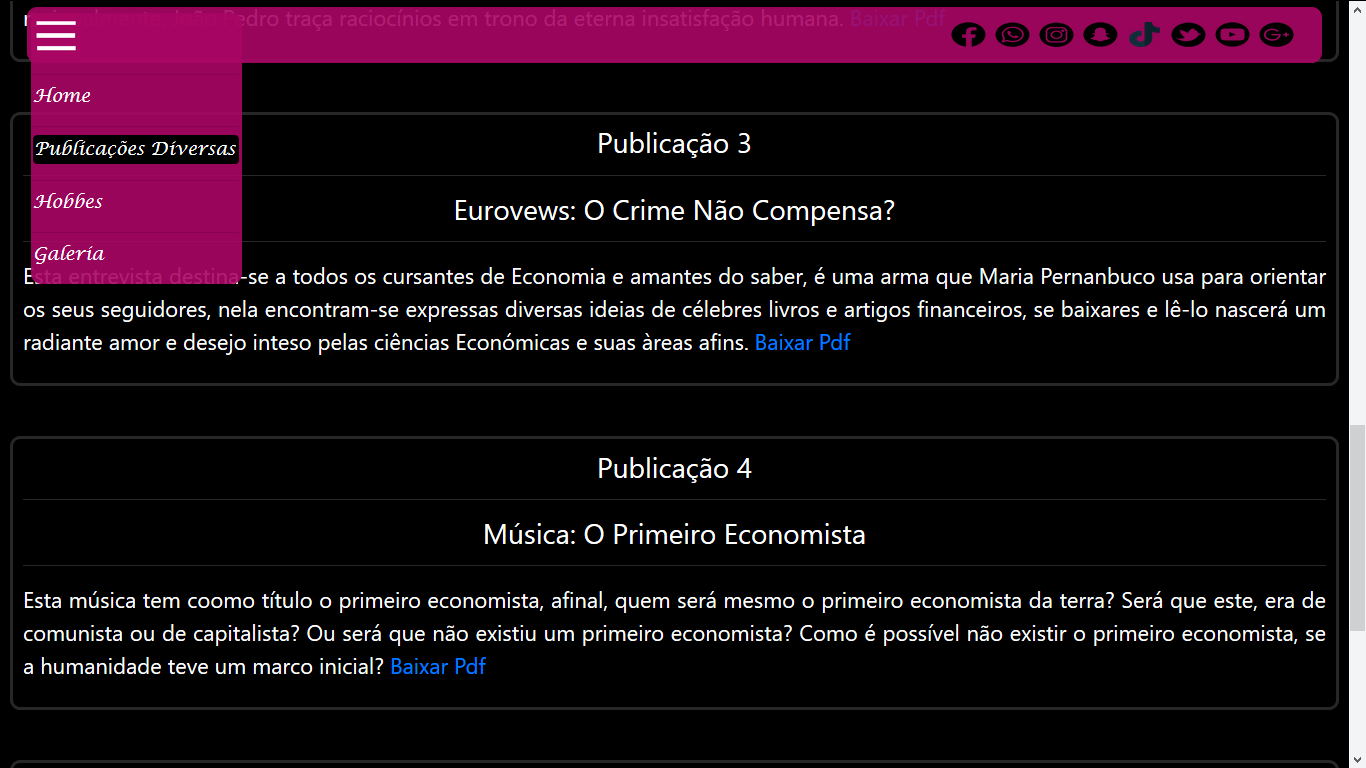 racionalmente, João Pedro traça raciocínios em trono da eterna insatisfação humana. Baixar Pdf
Home
Publicações Diversas
Hobbes
Galeria
Publicação 3
Eurovews: O Crime Não Compensa?
Esta entrevista destina-se a todos os cursantes de Economia e amantes do saber, é uma arma que Maria Pernanbuco usa para orientar
os seus seguidores, nela encontram-se expressas diversas ideias de célebres livros e artigos financeiros, se baixares e lê-lo nascerá um
radiante amor e desejo inteso pelas ciências Económicas e suas àreas afins. Baixar Pdf
Publicação 4
Música: O Primeiro Economista
Esta música tem coomo título o primeiro economista, afinal, quem será mesmo o primeiro economista da terra? Será que este, era de
comunista ou de capitalista? Ou será que não existiu um primeiro economista? Como é possível não existir o primeiro economista, se
a humanidade teve um marco inicial? Baixar Pdf